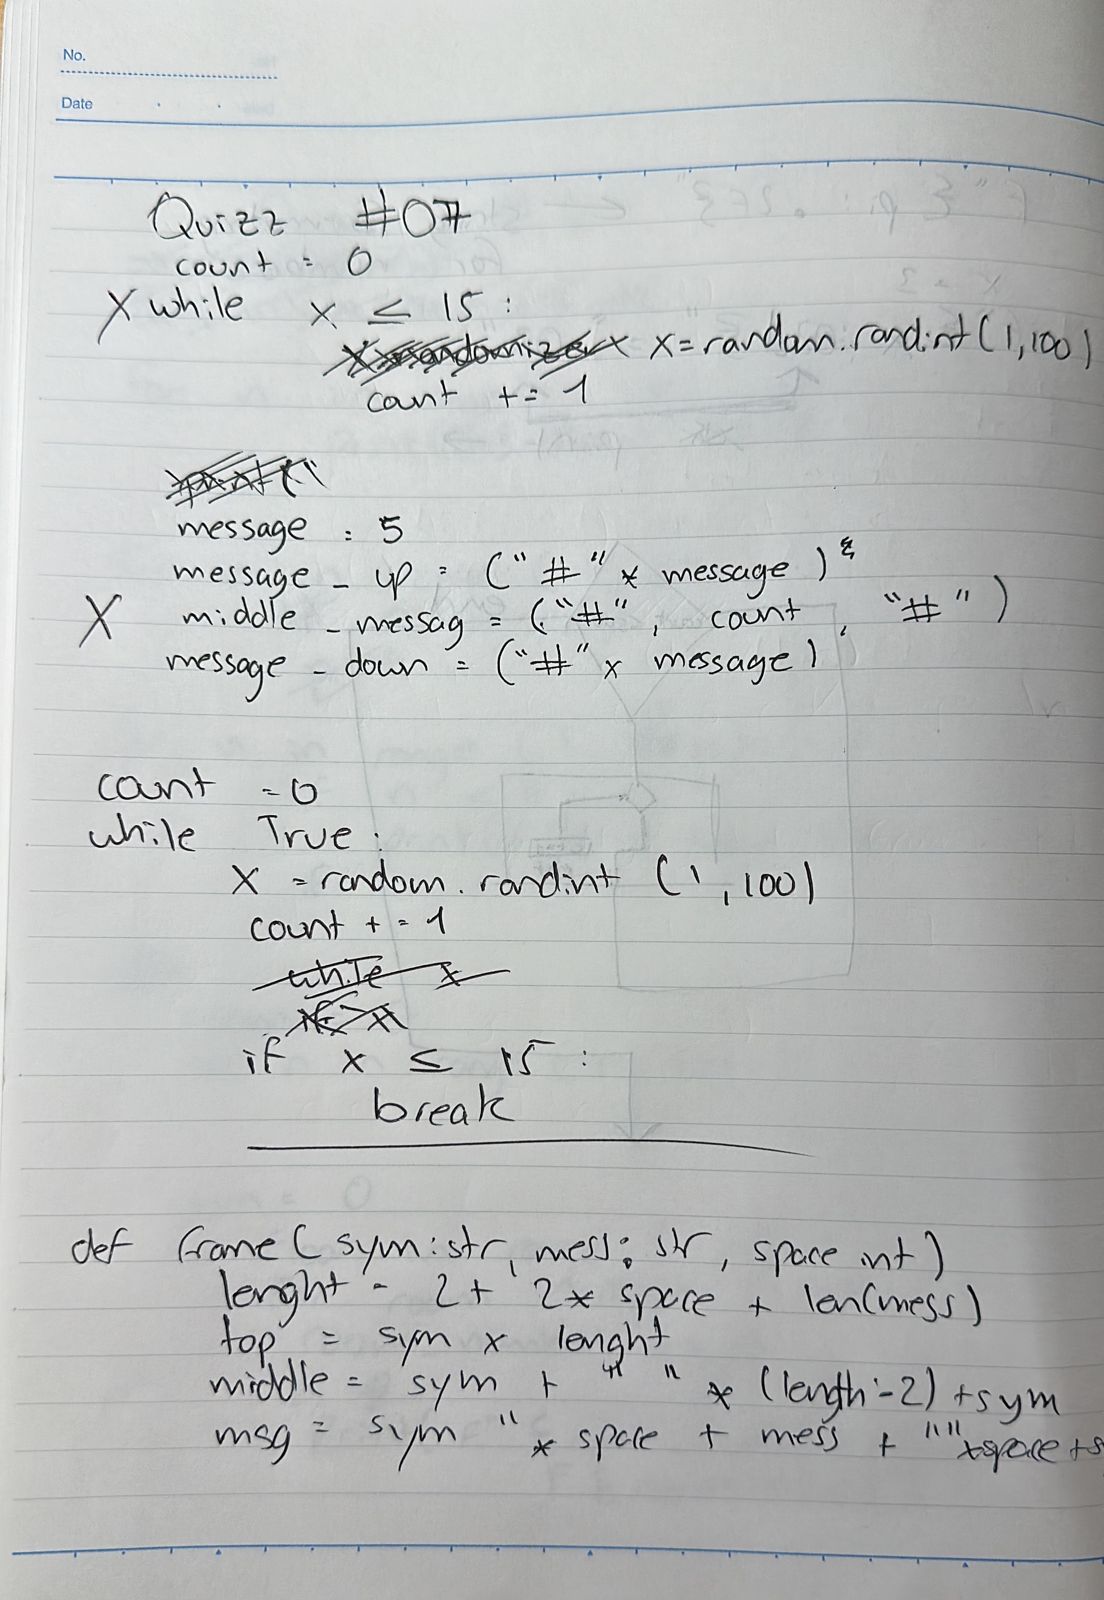 No.
Date
Quizz #07
count = 0
X while x ≤ 15 :
x = random.randint(1,100)
count += 1
message = 5
message_up = ("#" * message)
X middle_messag = ("#", count, "#")
message_down = ("#" x message)
count = 0
while True :
x = random.randint (1,100)
count += 1
while x
if x ≤ 15 :
break
def frame(sym:str, mess: str, space int)
lenght = 2+ 2* space + len(mess)
top = sym x lenght
middle = sym + " " * (length-2) +sym
msg = sym " * space + mess + "" *space +s